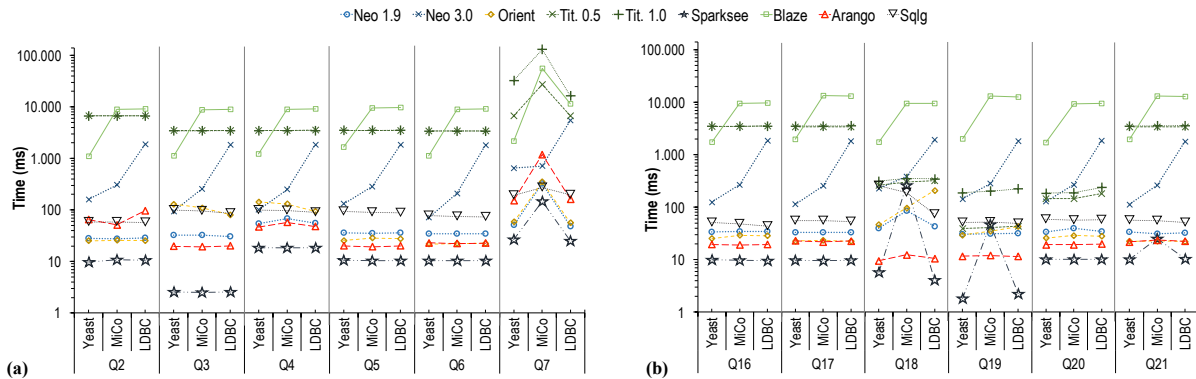 Neo 1.9 Neo 3.0 Orient Tit. 0.5 Tit. 1.0 Sparksee Blaze Arango Sqlg
Time (ms)
100.000
10.000
1.000
100
10
1
Yeast MiCo LDBC Yeast MiCo LDBC Yeast MiCo LDBC Yeast MiCo LDBC Yeast MiCo LDBC Yeast MiCo LDBC
Q2 Q3 Q4 Q5 Q6 Q7
(a)
Time (ms)
100.000
10.000
1.000
100
10
1
Yeast MiCo LDBC Yeast MiCo LDBC Yeast MiCo LDBC Yeast MiCo LDBC Yeast MiCo LDBC Yeast MiCo LDBC
Q16 Q17 Q18 Q19 Q20 Q21
(b)